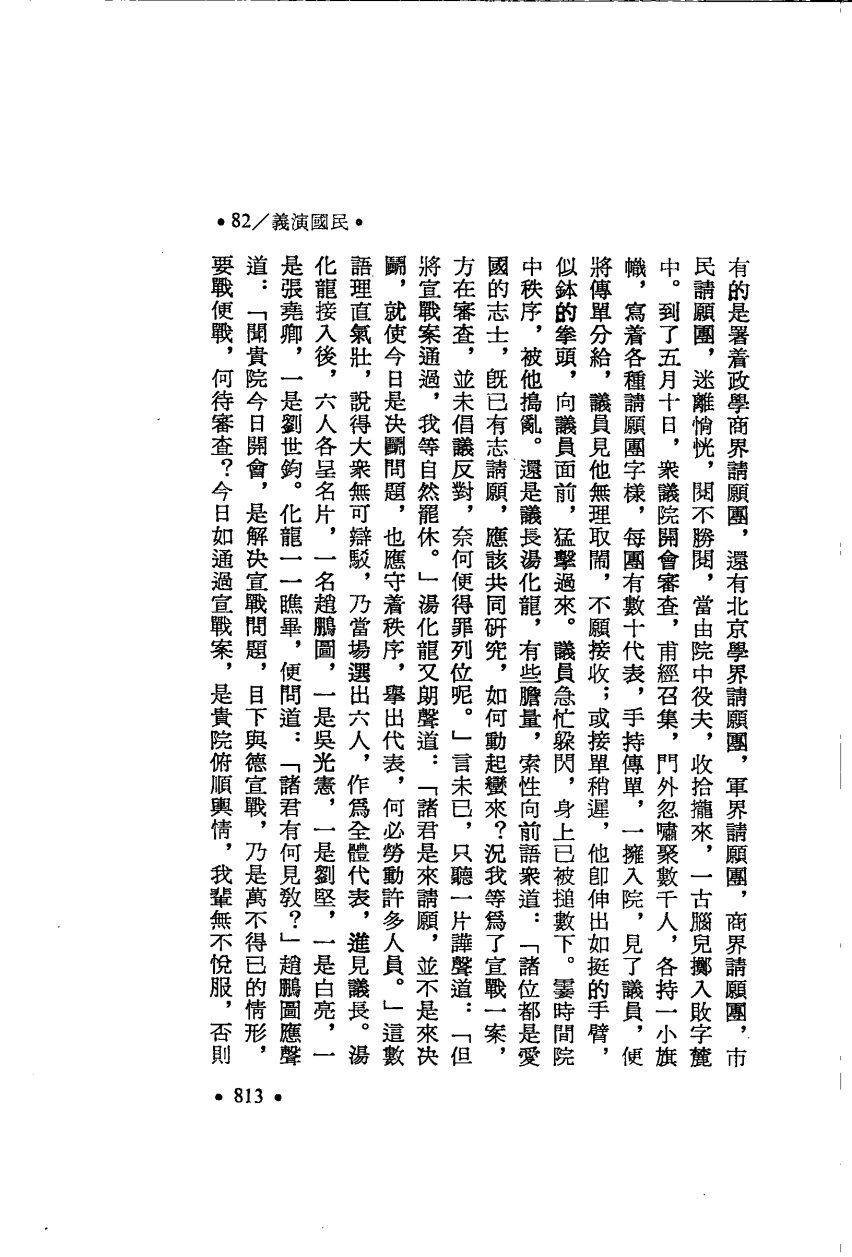 •82/義演國民•
有的是署着政學商界請願團，還有北京學界請願團，軍界請願團，商界請願團，市
民請願團，迷離惝恍，閱不勝閱，當由院中役夫，收拾攏來，一古腦兒擲入敗字簏
中。到了五月十日，衆議院開會審查，甫經召集，門外忽嘯聚數千人，各持一小旗
幟，寫着各種請願團字樣，每團有數十代表，手持傳單，一擁入院，見了議員，便
將傳單分給，議員見他無理取鬧，不願接收；或接單稍遲，他卽伸出如挺的手臂，
似鉢的拳頭，向議員面前，猛擊過來。議員急忙躲閃，身上已被搥數下。霎時間院
中秩序，被他搗亂。還是議長湯化龍，有些膽量，索性向前語衆道：「諸位都是愛
國的志士，旣已有志請願，應該共同硏究，如何動起蠻來？況我等爲了宣戰一案，
方在審查，並未倡議反對，奈何便得罪列位呢。」言未已，只聽一片譁聲道：「但
將宣戰案通過，我等自然罷休。」湯化龍又朗聲道：「諸君是來請願，並不是來決
鬭，就使今日是決鬭問題，也應守着秩序，擧出代表，何必勞動許多人員。」這數
語理直氣壯，說得大衆無可辯駁，乃當場選出六人，作爲全體代表，進見議長。湯
化龍接入後，六人各呈名片，一名趙鵬圖，一是吳光憲，一是劉堅，一是白亮，一
是張堯卿，一是劉世鈞。化龍一一瞧畢，便問道：「諸君有何見敎？」趙鵬圖應聲
道：「聞貴院今日開會，是解決宣戰問題，目下與德宣戰，乃是萬不得已的情形，
要戰便戰，何待審查？今日如通過宣戰案，是貴院俯順輿情，我輩無不悅服，否則
•813•